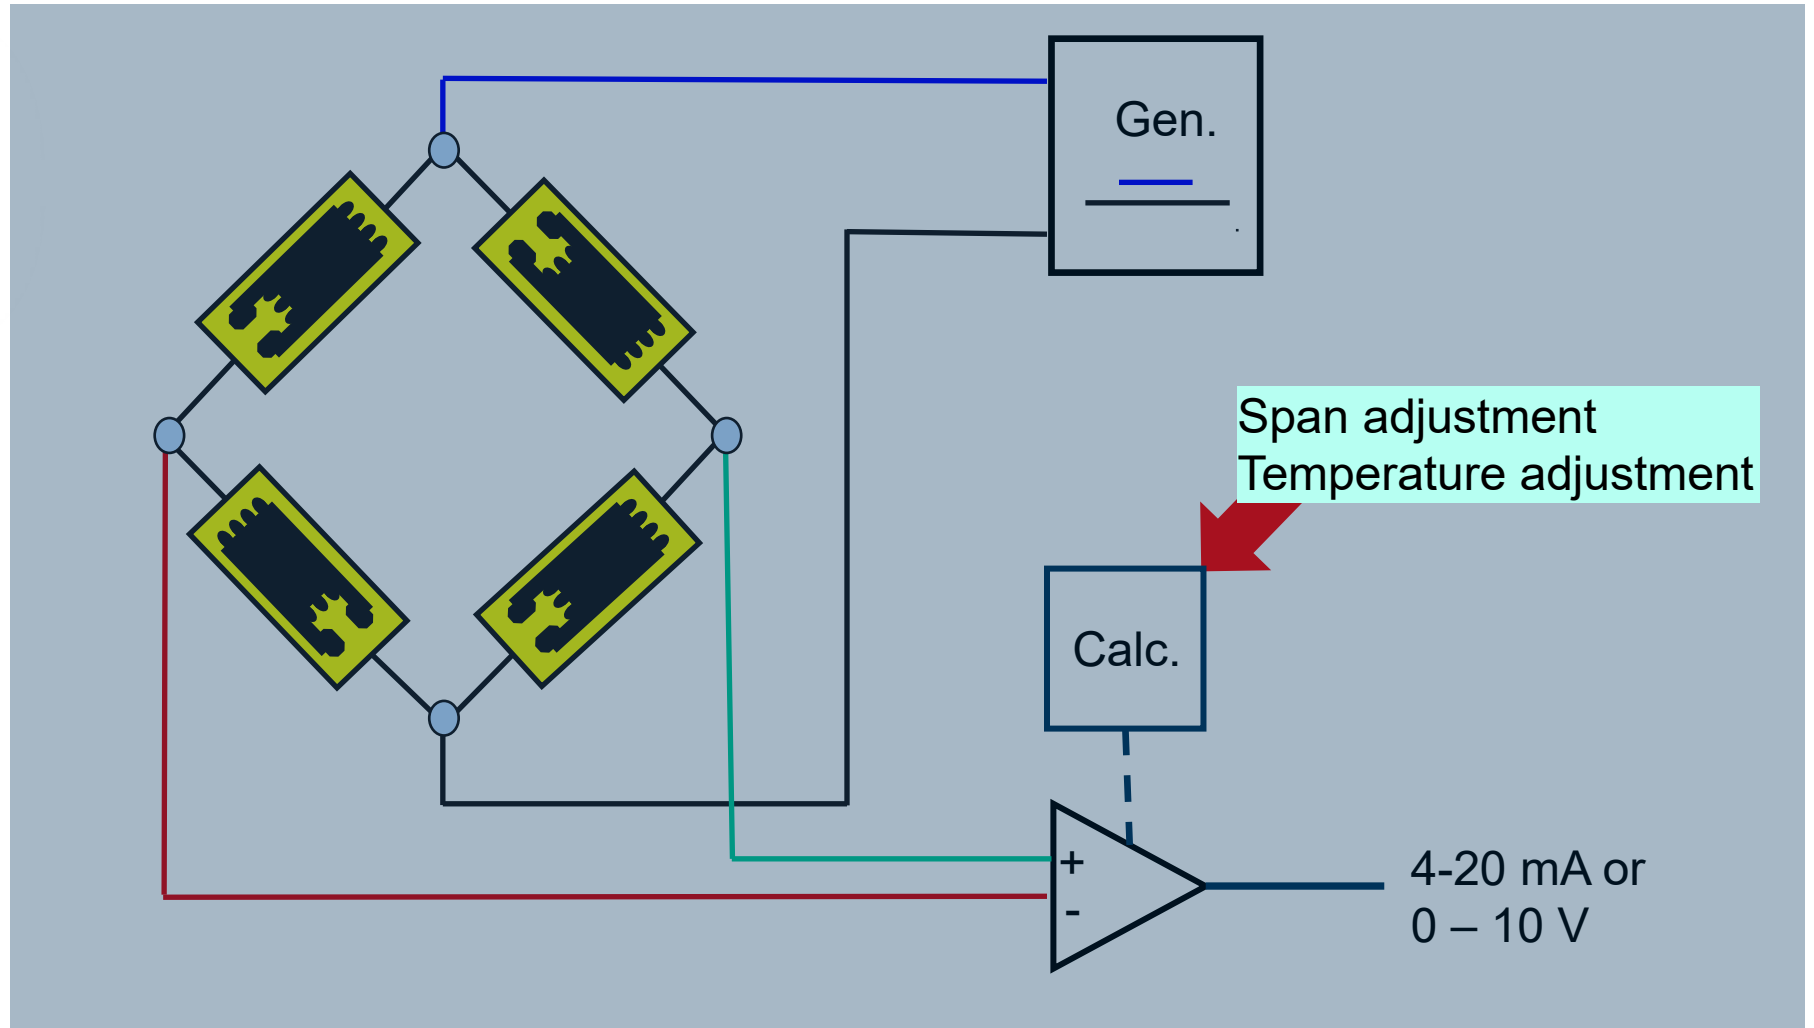 Gen.
Span adjustment
Temperature adjustment
Calc.
+
-
4-20 mA or
0 – 10 V